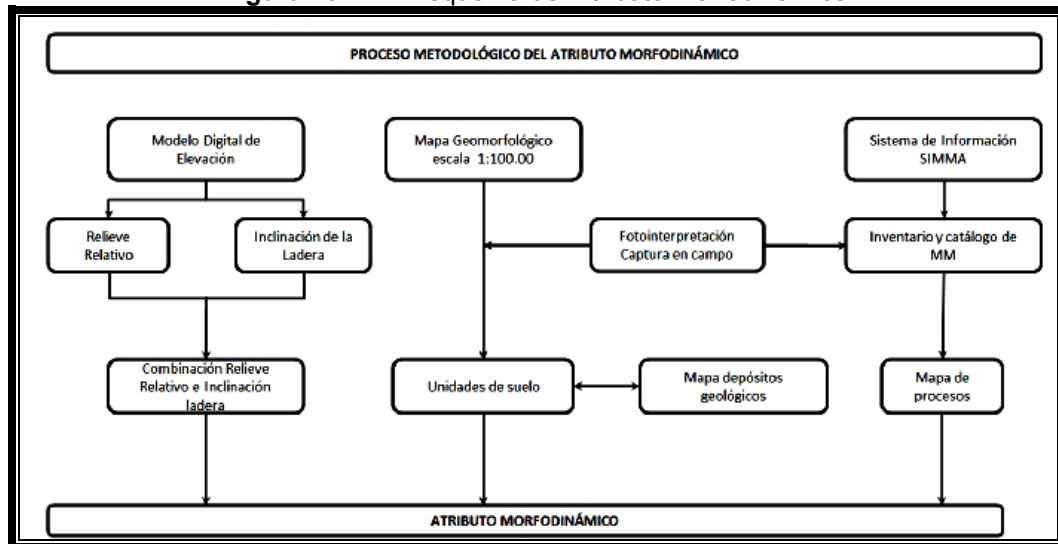 PROCESO METODOLÓGICO DEL ATRIBUTO MORFODINÁMICO
Modelo Digital de
Elevación
Mapa Geomorfológico
escala 1:100.00
Sistema de Información
SIMMA
Relieve
Relativo
Inclinación de la
Ladera
Fotointerpretación
Captura en campo
Inventario y catálogo de
MM
Combinación Relieve
Relativo e Inclinación
ladera
Unidades de suelo
Mapa depósitos
geológicos
Mapa de
procesos
ATRIBUTO MORFODINÁMICO